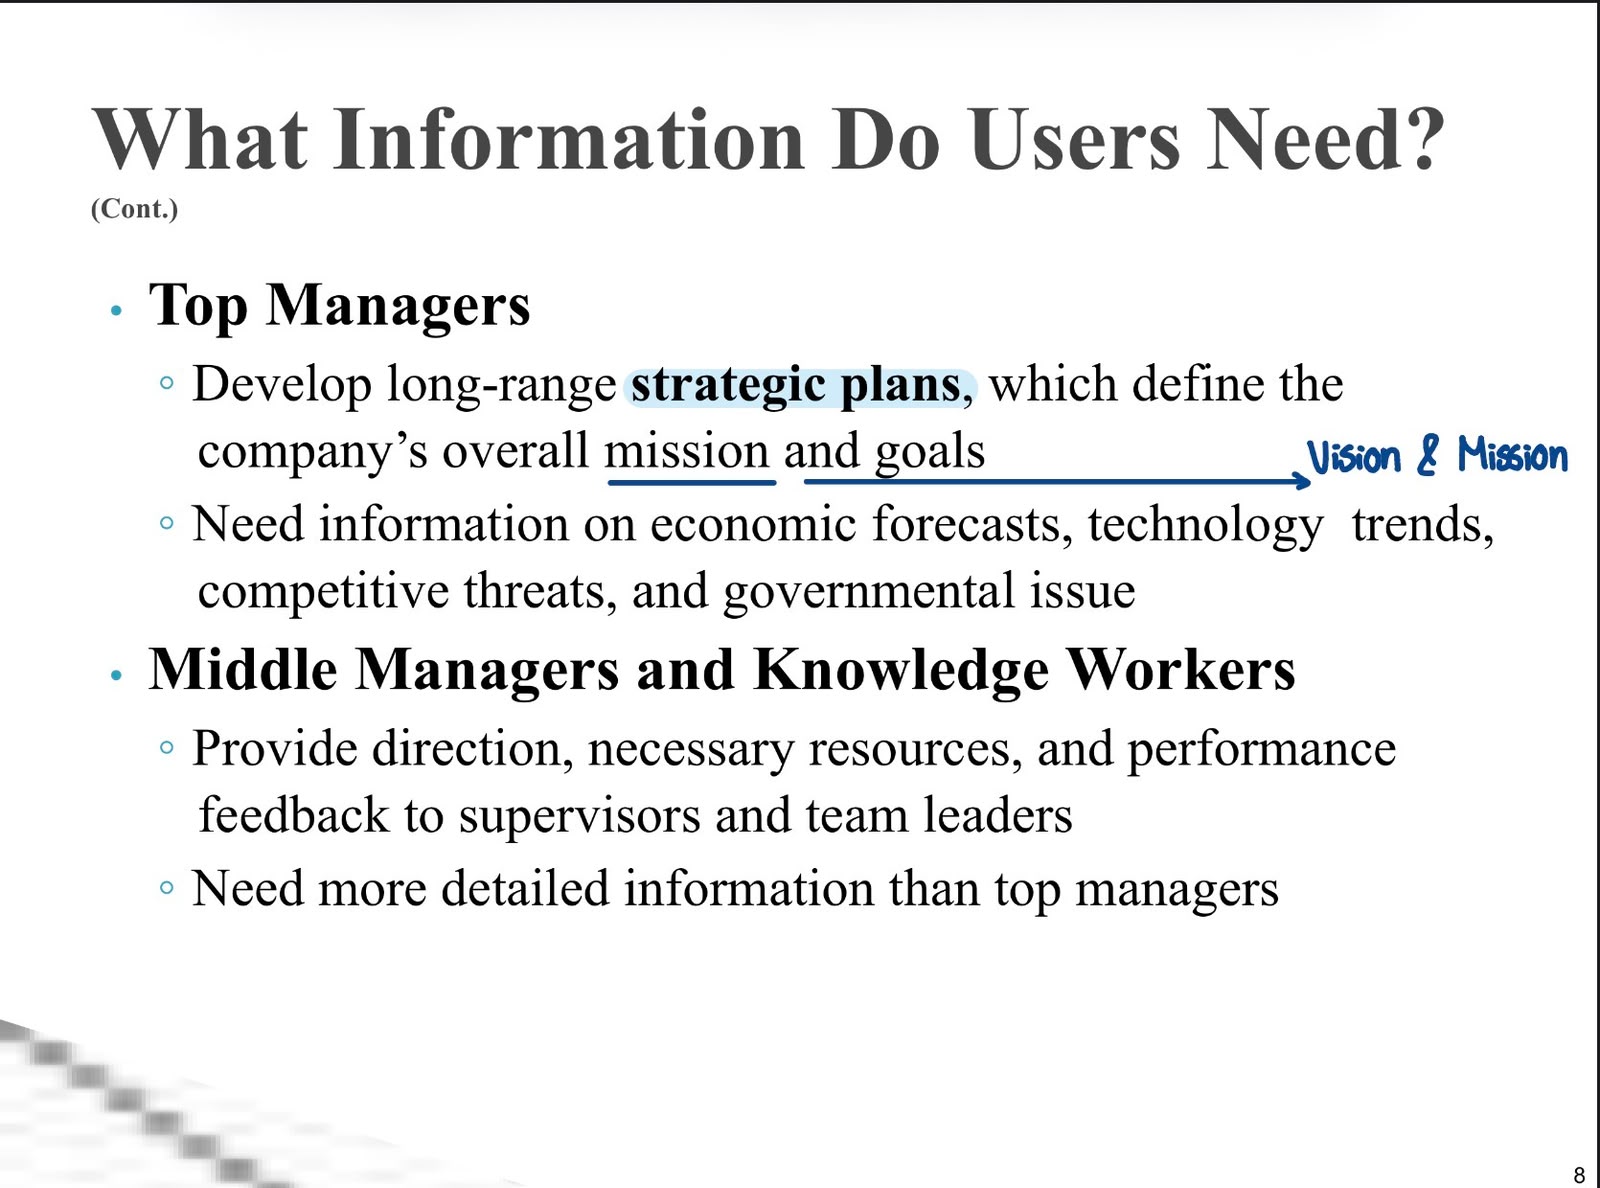 What Information Do Users Need?
(Cont.)
• Top Managers
◦ Develop long-range strategic plans, which define the
company’s overall mission and goals
Vision & Mission
◦ Need information on economic forecasts, technology  trends,
competitive threats, and governmental issue
• Middle Managers and Knowledge Workers
◦ Provide direction, necessary resources, and performance
feedback to supervisors and team leaders
◦ Need more detailed information than top managers
8